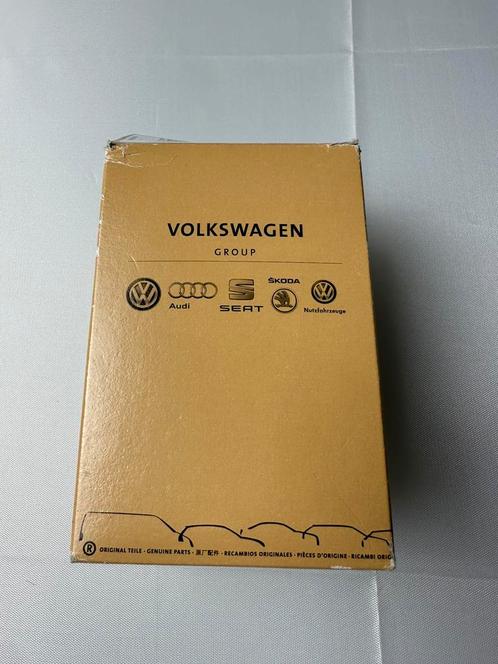 VOLKSWAGEN
GROUP
Audi
SEAT
ŠKODA
Nutzfahrzeuge
® ORIGINAL TEILE · GENUINE PARTS · 原厂配件 · RECAMBIOS ORIGINALES · PIÈCES D'ORIGINE · RICAMBI ORIG